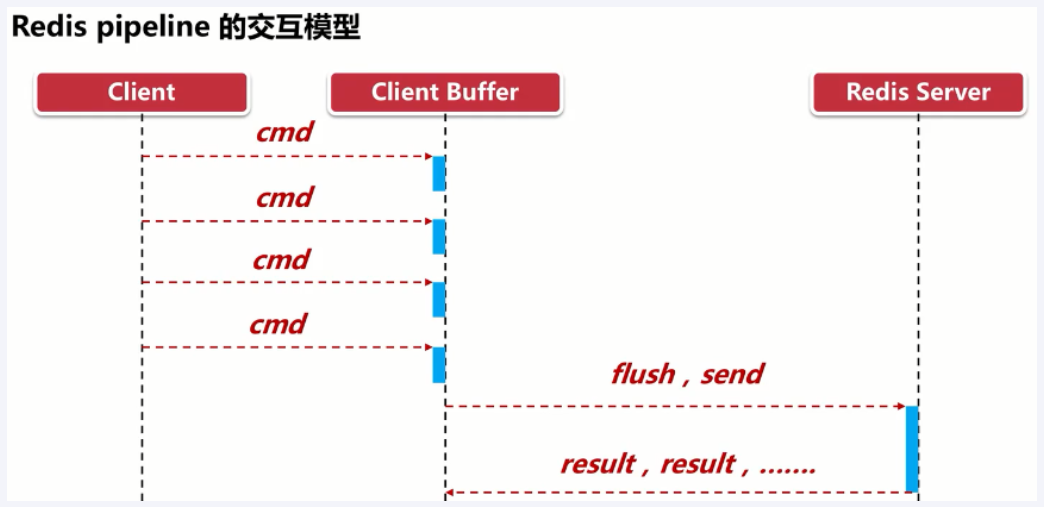 Redis pipeline 的交互模型
Client
Client Buffer
Redis Server
cmd
cmd
cmd
cmd
flush , send
result , result , .......